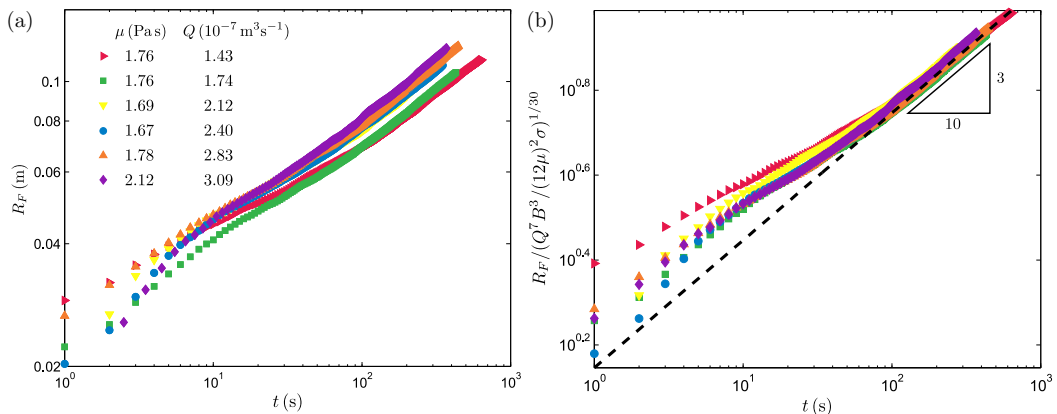 (a)
μ (Pa s) Q (10⁻⁷ m³s⁻¹)
1.76 1.43
1.76 1.74
1.69 2.12
1.67 2.40
1.78 2.83
2.12 3.09
0.1
0.08
0.06
0.04
0.02
R_F (m)
10⁰ 10¹ 10² 10³
t (s)
(b)
10^0.8
10^0.6
10^0.4
10^0.2
R_F/(Q⁷B³/(12μ)²σ)^1/30
3
10
10⁰ 10¹ 10² 10³
t (s)